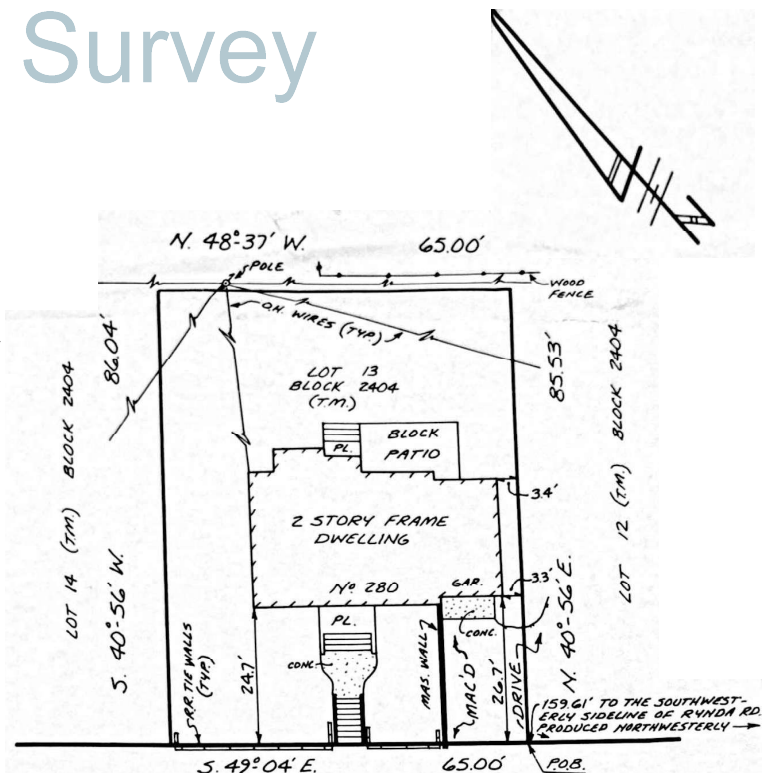 Survey
N. 48°-37' W. 65.00'
POLE
WOOD
FENCE
O.H. WIRES (TYP.)
86.04'
85.53'
LOT 13
BLOCK 2404
(T.M.)
LOT 14 (T.M.) BLOCK 2404
LOT 12 (T.M.) BLOCK 2404
PL.
BLOCK
PATIO
3.4'
2 STORY FRAME
DWELLING
Nº 280
GAR.
3.3'
PL.
CONC.
CONC.
S. 40°-56' W.
N. 40°-56' E.
R.R. TIE WALLS
(TYP.)
24.7'
MAS. WALL
MAC'D
26.7'
DRIVE
159.61' TO THE SOUTHWEST-
ERLY SIDELINE OF RYNDA RD.
PRODUCED NORTHWESTERLY
S. 49°-04' E. 65.00'
P.O.B.